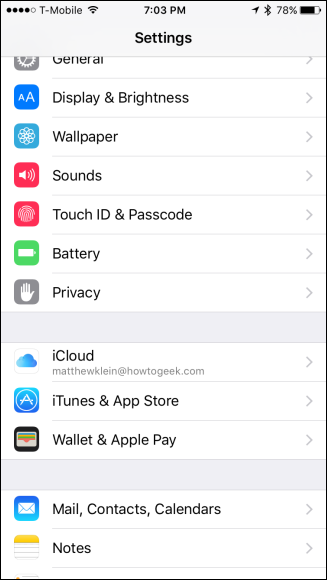 T-Mobile 7:03 PM 78%
Settings
General
Display & Brightness
Wallpaper
Sounds
Touch ID & Passcode
Battery
Privacy
iCloud
matthewklein@howtogeek.com
iTunes & App Store
Wallet & Apple Pay
Mail, Contacts, Calendars
Notes